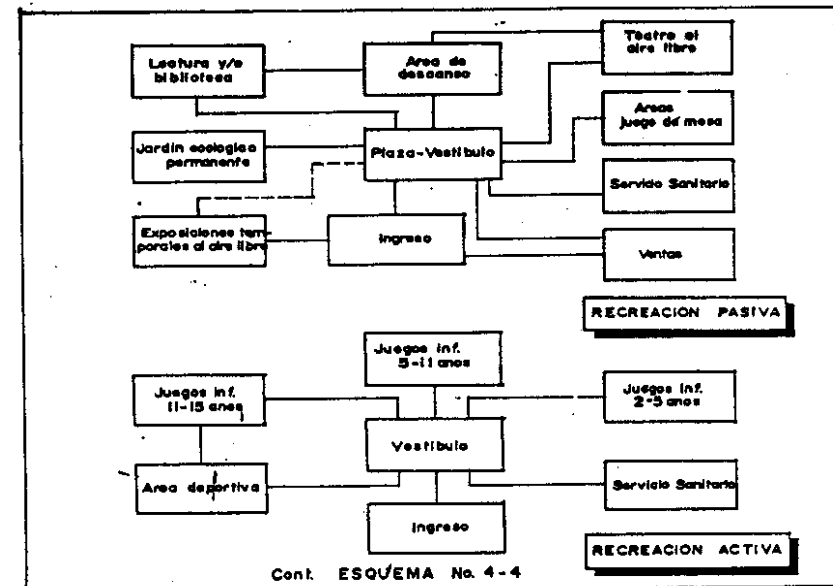 Teatro al
aire libre
Lectura y/o
biblioteca
Area de
descanso
Areas
juego de mesa
Jardin ecologico
permanente
Plaza-Vestibulo
Servicio Sanitario
Exposiciones tem-
porales al aire libre
Ingreso
Ventas
RECREACION PASIVA
Juegos inf.
5-11 anos
Juegos inf.
11-15 anos
Juegos inf.
2-5 anos
Vestibulo
Area deportiva
Servicio Sanitario
Ingreso
RECREACION ACTIVA
Cont. ESQUEMA No. 4-4